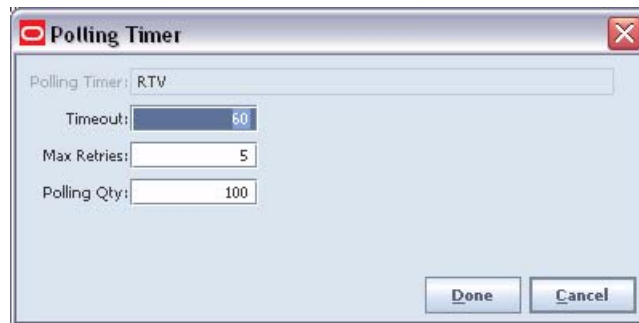 Polling Timer
Polling Timer: RTV
Timeout: 60
Max Retries: 5
Polling Qty: 100
Done Cancel